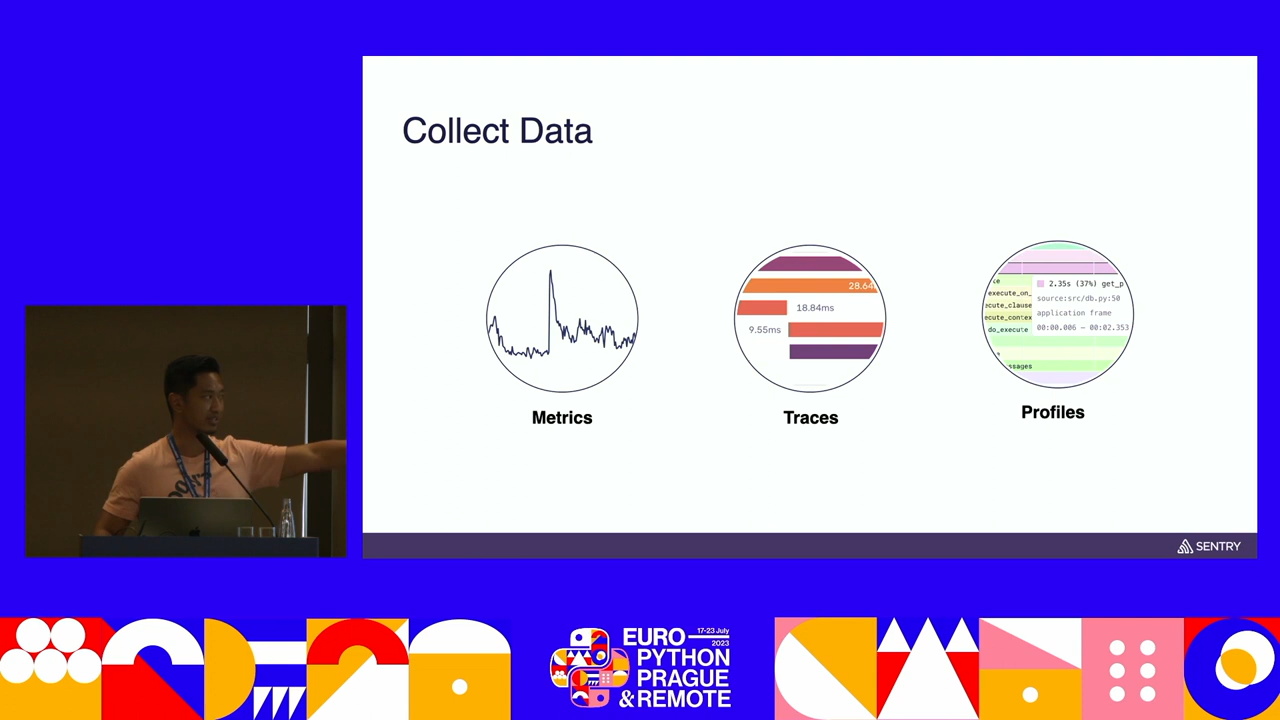 Collect Data
28.64
18.84ms
9.55ms
2.35s (37%) get_p
execute_on_
source:src/db.py:50
ecute_clause
application frame
ecute_contex
do_execute
00:00.006 – 00:02.353
ssages
Metrics
Traces
Profiles
SENTRY
17-23 July
2023
EURO
PYTHON
PRAGUE
&REMOTE